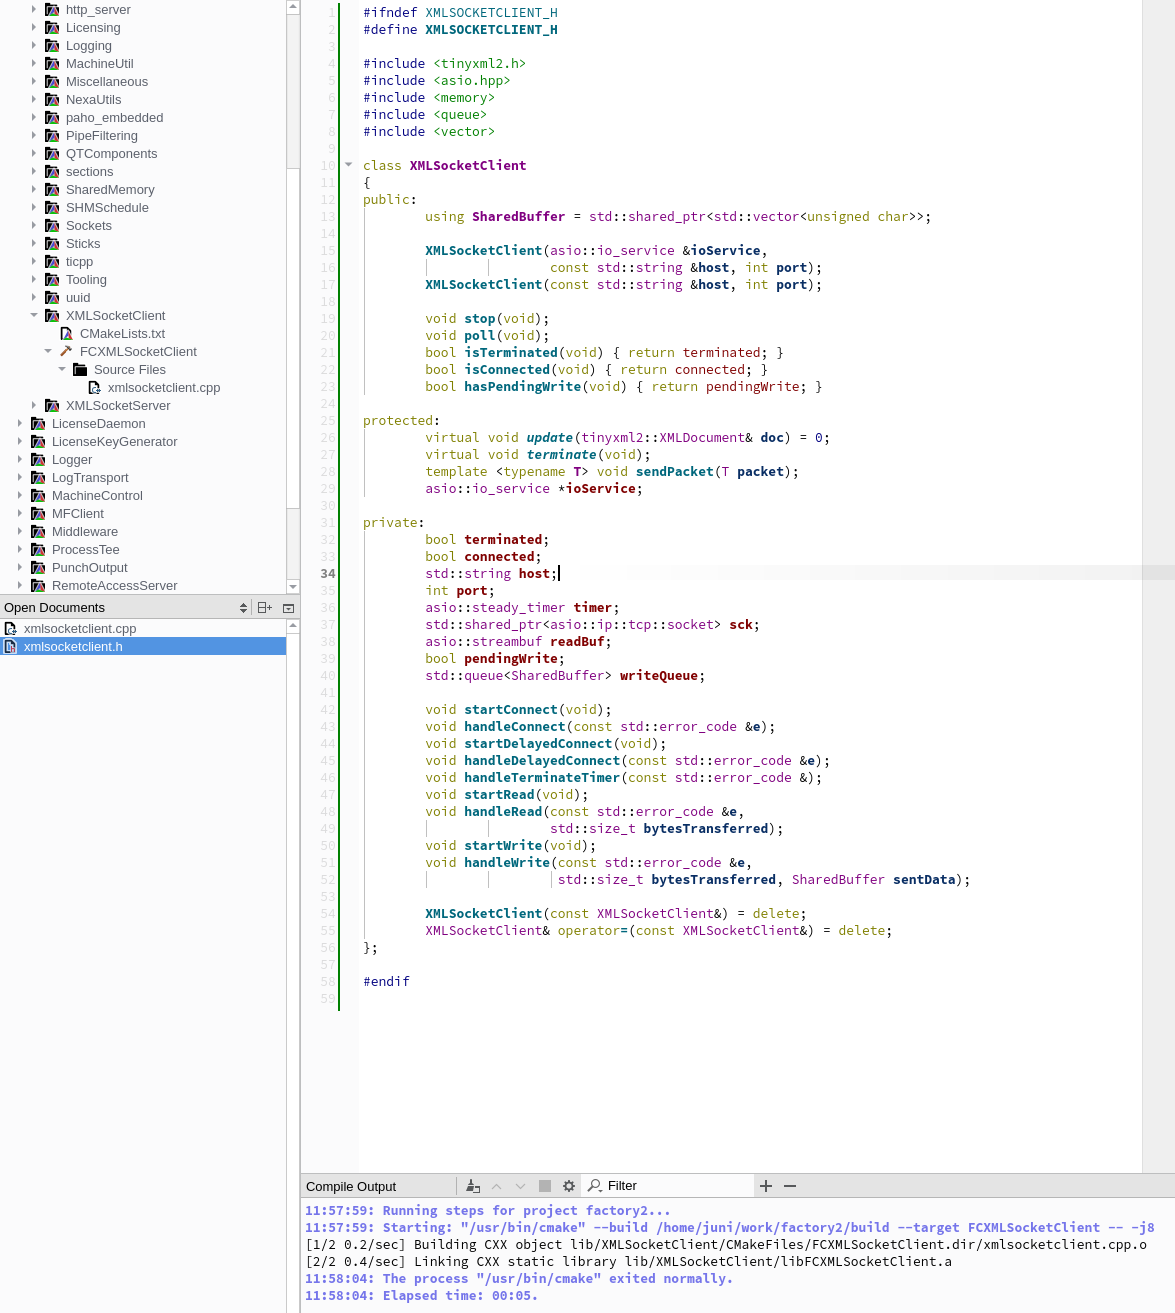 http_server
Licensing
Logging
MachineUtil
Miscellaneous
NexaUtils
paho_embedded
PipeFiltering
QTComponents
sections
SharedMemory
SHMSchedule
Sockets
Sticks
ticpp
Tooling
uuid
XMLSocketClient
CMakeLists.txt
FCXMLSocketClient
Source Files
xmlsocketclient.cpp
XMLSocketServer
LicenseDaemon
LicenseKeyGenerator
Logger
LogTransport
MachineControl
MFClient
Middleware
ProcessTee
PunchOutput
RemoteAccessServer
Open Documents
xmlsocketclient.cpp
xmlsocketclient.h
1 #ifndef XMLSOCKETCLIENT_H
2 #define XMLSOCKETCLIENT_H
3
4 #include <tinyxml2.h>
5 #include <asio.hpp>
6 #include <memory>
7 #include <queue>
8 #include <vector>
9
10 class XMLSocketClient
11 {
12 public:
13 using SharedBuffer = std::shared_ptr<std::vector<unsigned char>>;
14
15 XMLSocketClient(asio::io_service &ioService,
16 const std::string &host, int port);
17 XMLSocketClient(const std::string &host, int port);
18
19 void stop(void);
20 void poll(void);
21 bool isTerminated(void) { return terminated; }
22 bool isConnected(void) { return connected; }
23 bool hasPendingWrite(void) { return pendingWrite; }
24
25 protected:
26 virtual void update(tinyxml2::XMLDocument& doc) = 0;
27 virtual void terminate(void);
28 template <typename T> void sendPacket(T packet);
29 asio::io_service *ioService;
30
31 private:
32 bool terminated;
33 bool connected;
34 std::string host;
35 int port;
36 asio::steady_timer timer;
37 std::shared_ptr<asio::ip::tcp::socket> sck;
38 asio::streambuf readBuf;
39 bool pendingWrite;
40 std::queue<SharedBuffer> writeQueue;
41
42 void startConnect(void);
43 void handleConnect(const std::error_code &e);
44 void startDelayedConnect(void);
45 void handleDelayedConnect(const std::error_code &e);
46 void handleTerminateTimer(const std::error_code &);
47 void startRead(void);
48 void handleRead(const std::error_code &e,
49 std::size_t bytesTransferred);
50 void startWrite(void);
51 void handleWrite(const std::error_code &e,
52 std::size_t bytesTransferred, SharedBuffer sentData);
53
54 XMLSocketClient(const XMLSocketClient&) = delete;
55 XMLSocketClient& operator=(const XMLSocketClient&) = delete;
56 };
57
58 #endif
59
Compile Output Filter
11:57:59: Running steps for project factory2...
11:57:59: Starting: "/usr/bin/cmake" --build /home/juni/work/factory2/build --target FCXMLSocketClient -- -j8
[1/2 0.2/sec] Building CXX object lib/XMLSocketClient/CMakeFiles/FCXMLSocketClient.dir/xmlsocketclient.cpp.o
[2/2 0.4/sec] Linking CXX static library lib/XMLSocketClient/libFCXMLSocketClient.a
11:58:04: The process "/usr/bin/cmake" exited normally.
11:58:04: Elapsed time: 00:05.